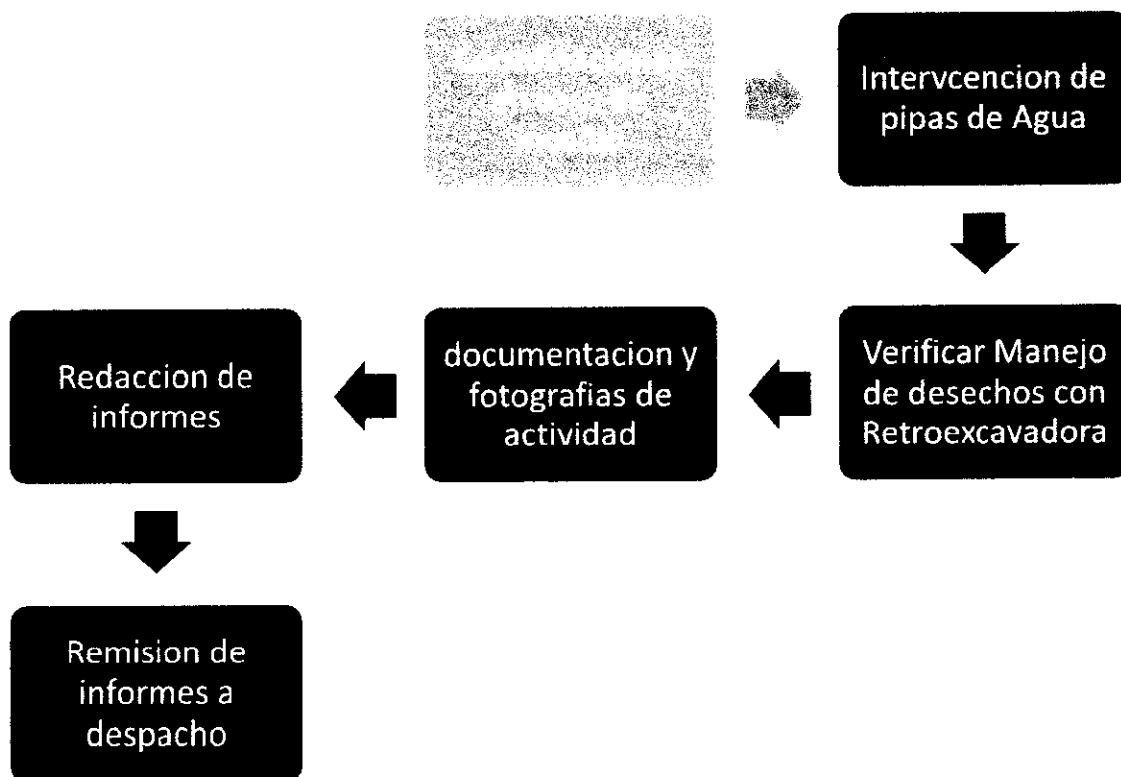 Intervcencion de
pipas de Agua
Verificar Manejo
de desechos con
Retroexcavadora
documentacion y
fotografias de
actividad
Redaccion de
informes
Remision de
informes a
despacho